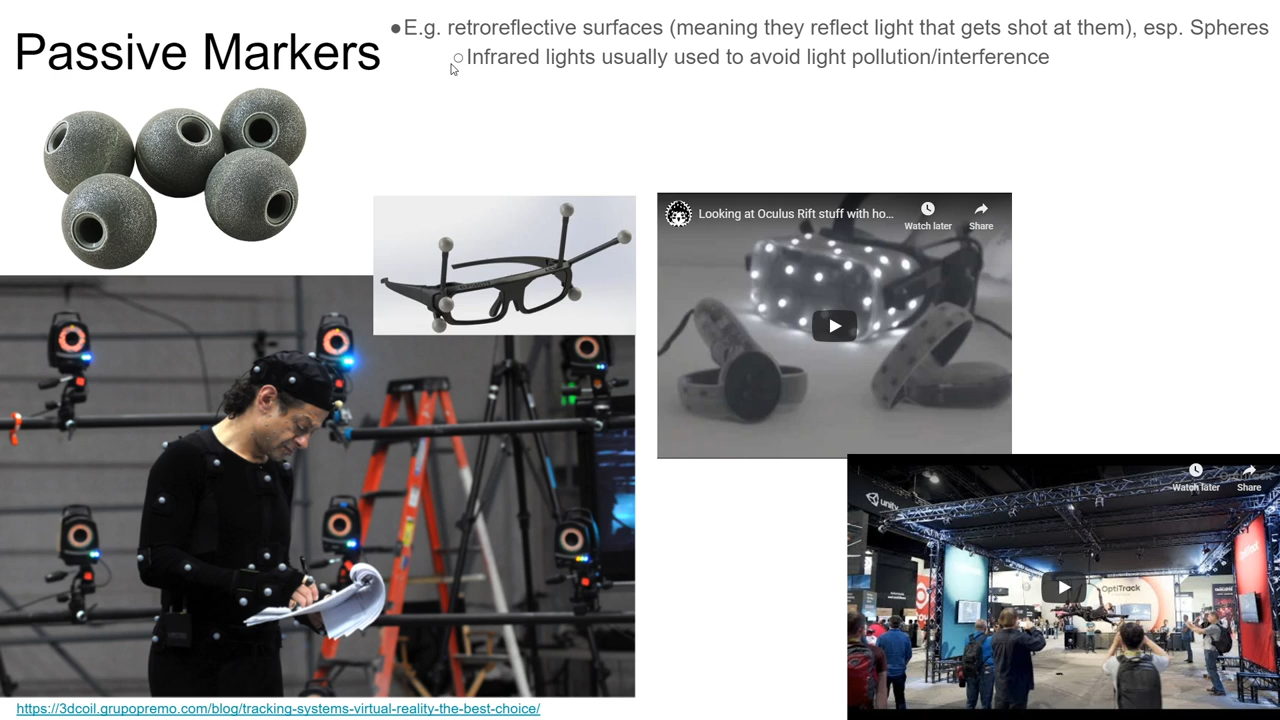 Passive Markers
●E.g. retroreflective surfaces (meaning they reflect light that gets shot at them), esp. Spheres
○Infrared lights usually used to avoid light pollution/interference
Looking at Oculus Rift stuff with ho...
Watch later
Share
Watch later
Share
unity
OptiTrack
https://3dcoil.grupopremo.com/blog/tracking-systems-virtual-reality-the-best-choice/